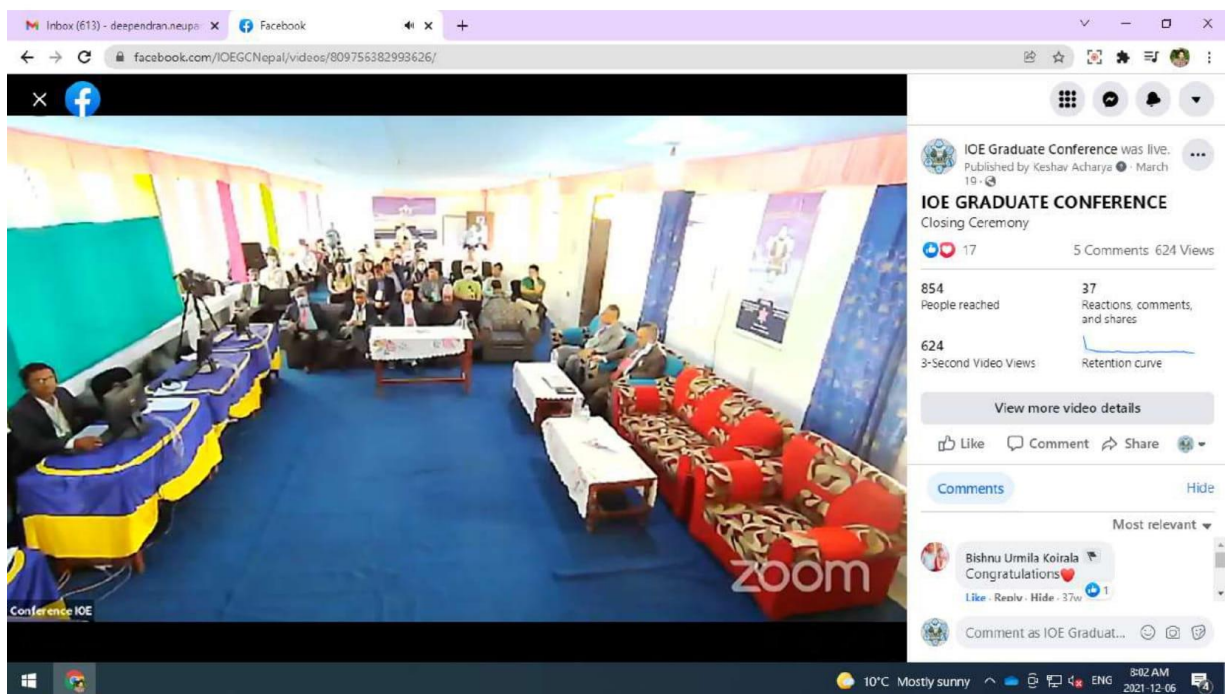 Inbox (613) - deependran.neupa
Facebook
facebook.com/IOEGCNepal/videos/809756382993626/
IOE Graduate Conference was live.
Published by Keshav Acharya · March
19 ·
IOE GRADUATE CONFERENCE
Closing Ceremony
17
5 Comments 624 Views
854
People reached
37
Reactions, comments,
and shares
624
3-Second Video Views
Retention curve
View more video details
Like
Comment
Share
Comments
Hide
Most relevant
Bishnu Urmila Koirala
Congratulations
Like · Reply · Hide · 37w
1
Comment as IOE Graduat...
zoom
Conference IOE
10°C Mostly sunny
ENG
8:02 AM
2021-12-06
4